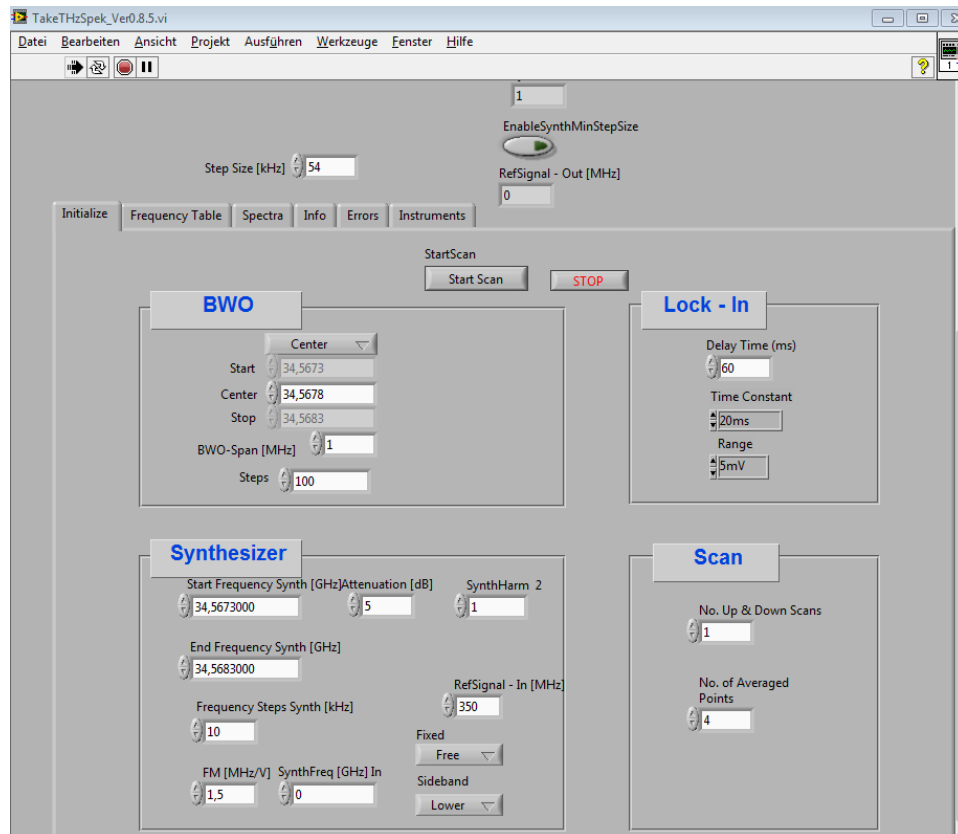 TakeTHzSpek_Ver0.8.5.vi
Datei Bearbeiten Ansicht Projekt Ausführen Werkzeuge Fenster Hilfe
1
EnableSynthMinStepSize
Step Size [kHz] 54
RefSignal - Out [MHz]
0
Initialize Frequency Table Spectra Info Errors Instruments
StartScan
Start Scan STOP
BWO
Center
Start 34,5673
Center 34,5678
Stop 34,5683
BWO-Span [MHz] 1
Steps 100
Lock - In
Delay Time (ms)
60
Time Constant
20ms
Range
5mV
Synthesizer
Start Frequency Synth [GHz] Attenuation [dB] SynthHarm 2
34,5673000 5 1
End Frequency Synth [GHz]
34,5683000
RefSignal - In [MHz]
350
Frequency Steps Synth [kHz]
10
Fixed
Free
FM [MHz/V] SynthFreq [GHz] In
1,5 0
Sideband
Lower
Scan
No. Up & Down Scans
1
No. of Averaged
Points
4